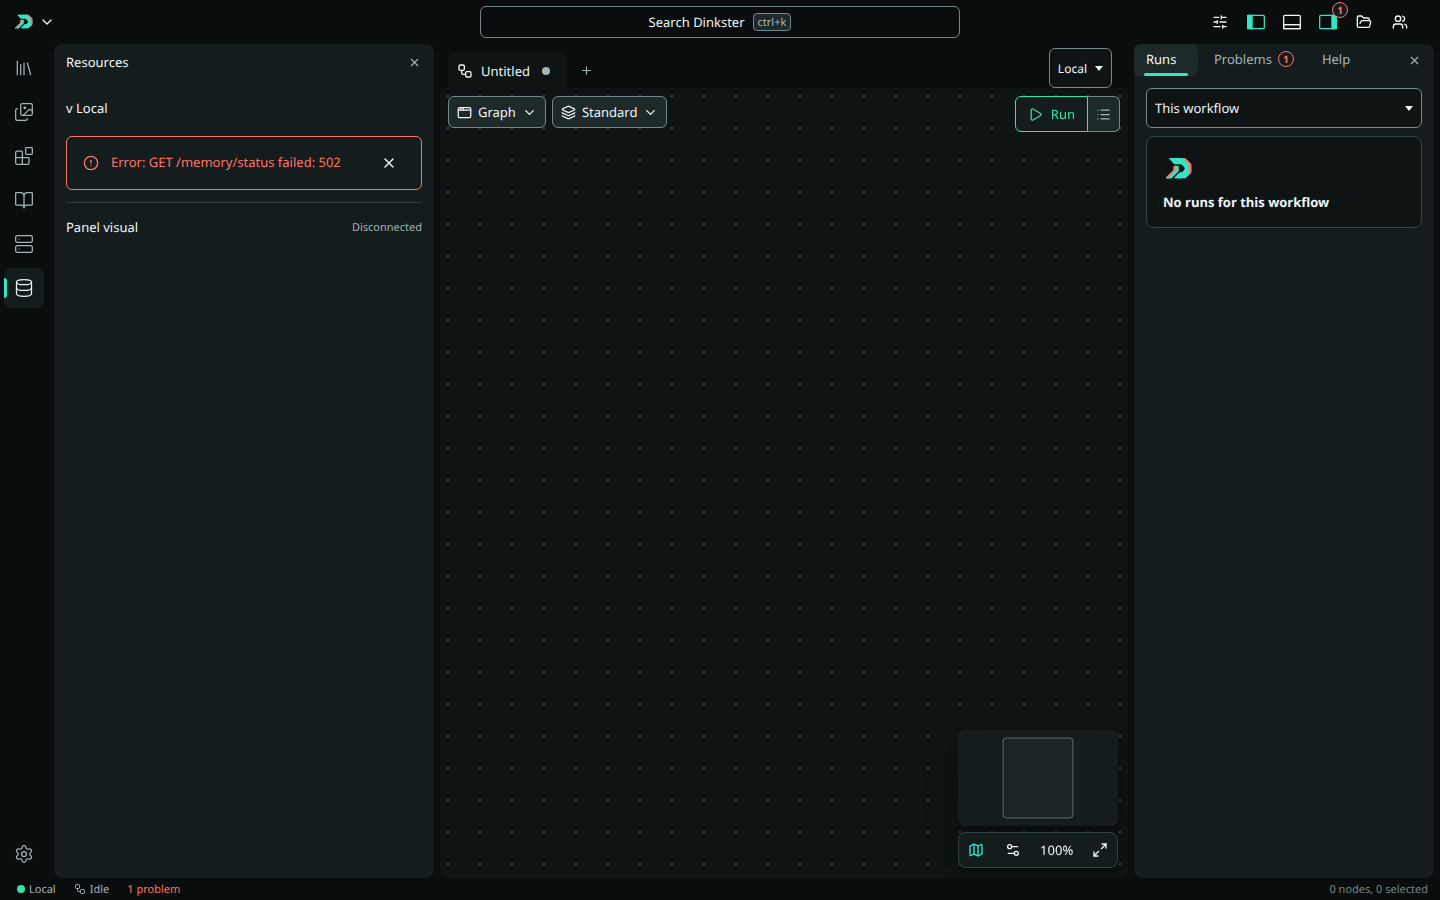 Search Dinkster ctrl+k
1
Resources
v Local
Error: GET /memory/status failed: 502
Panel visual Disconnected
Untitled
Local
Graph
Standard
Run
100%
Runs
Problems 1
Help
This workflow
No runs for this workflow
Local
Idle
1 problem
0 nodes, 0 selected